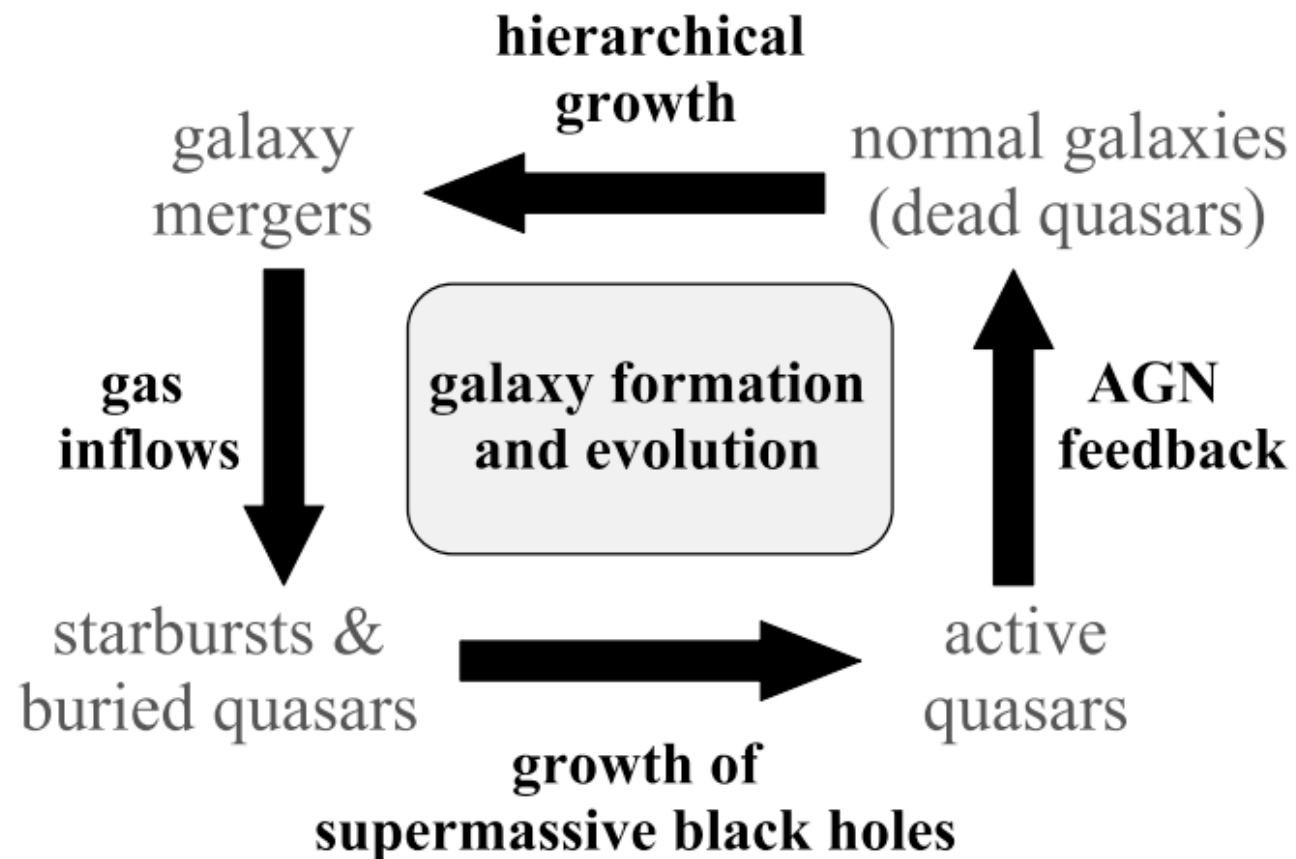 hierarchical
growth
galaxy
mergers
normal galaxies
(dead quasars)
gas
inflows
galaxy formation
and evolution
AGN
feedback
starbursts &
buried quasars
active
quasars
growth of
supermassive black holes